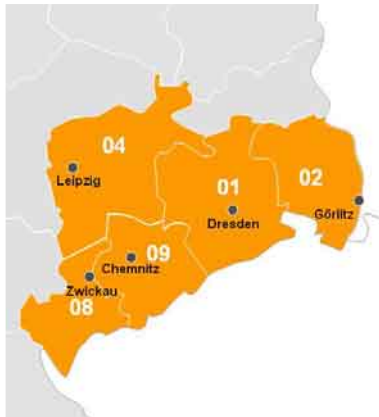 04
Leipzig
01
02
Dresden
Görlitz
09
Chemnitz
Zwickau
08